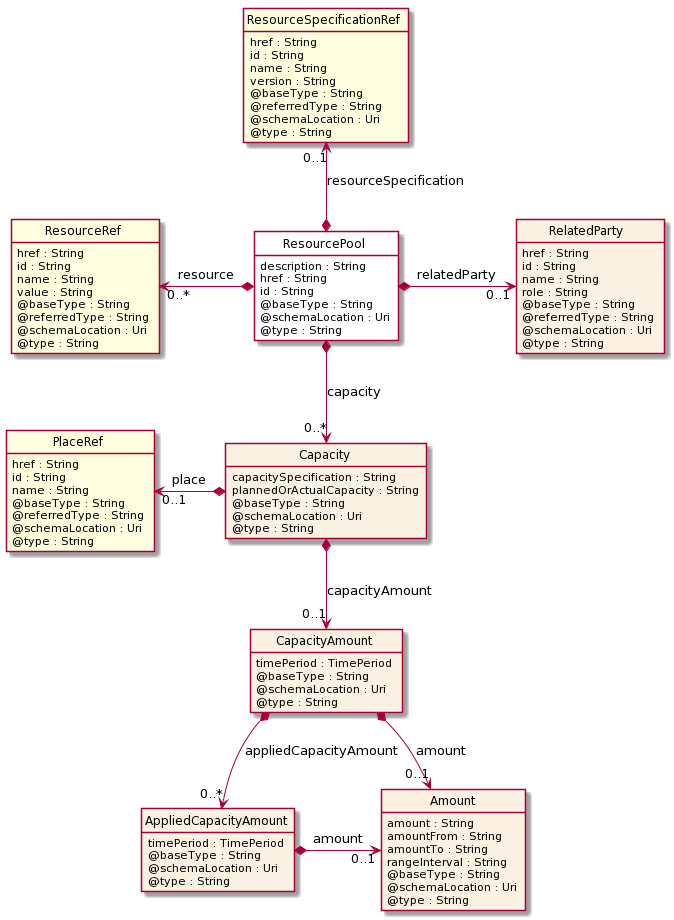 ResourceSpecificationRef
href : String
id : String
name : String
version : String
@baseType : String
@referredType : String
@schemaLocation : Uri
@type : String
0..1
resourceSpecification
ResourceRef
href : String
id : String
name : String
value : String
@baseType : String
@referredType : String
@schemaLocation : Uri
@type : String
resource
0..*
ResourcePool
description : String
href : String
id : String
@baseType : String
@schemaLocation : Uri
@type : String
relatedParty
0..1
RelatedParty
href : String
id : String
name : String
role : String
@baseType : String
@referredType : String
@schemaLocation : Uri
@type : String
capacity
0..*
PlaceRef
href : String
id : String
name : String
@baseType : String
@referredType : String
@schemaLocation : Uri
@type : String
place
0..1
Capacity
capacitySpecification : String
plannedOrActualCapacity : String
@baseType : String
@schemaLocation : Uri
@type : String
capacityAmount
0..1
CapacityAmount
timePeriod : TimePeriod
@baseType : String
@schemaLocation : Uri
@type : String
appliedCapacityAmount
0..*
amount
0..1
AppliedCapacityAmount
timePeriod : TimePeriod
@baseType : String
@schemaLocation : Uri
@type : String
amount
0..1
Amount
amount : String
amountFrom : String
amountTo : String
rangeInterval : String
@baseType : String
@schemaLocation : Uri
@type : String